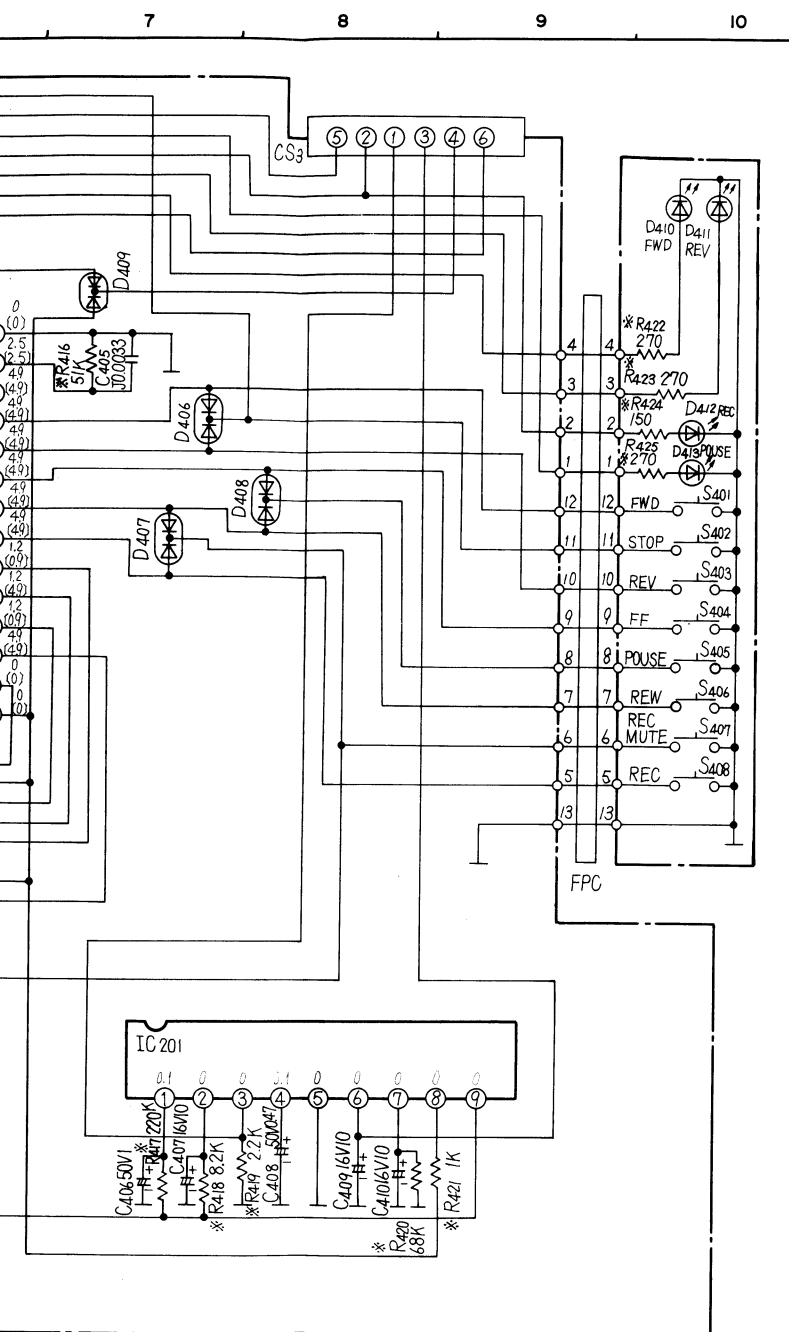 7 8 9 10
CS3
5 2 1 3 4 6
D410
FWD
D411
REV
D409
0
(0)
2.5
(2.5)
4.9
(4.9)
4.9
(4.9)
4.9
(4.9)
4.9
(4.9)
4.9
(4.9)
1.2
(0.9)
1.2
(4.9)
1.2
(0.9)
4.9
(4.9)
0
(0)
0
(0)
※R416
51K
C405
0.0033
D406
D408
D407
4 4
※R422
270
3 3
※
R423 270
2 2
※R424
150
D412 REC
1 1
R425
※270
D413 POUSE
12 12 FWD S401
11 11 STOP S402
10 10 REV S403
9 9 FF S404
8 8 POUSE S405
7 7 REW S406
6 6 REC
MUTE S407
5 5 REC S408
13 13
FPC
IC201
0.1 0 0 0.1 0 0 0 0 0
1 2 3 4 5 6 7 8 9
C406 50V1
※
R417 220K
C407 16V10
※R418 8.2K
※R419 2.2K
C408 50V0.47
C409 16V10
C410 16V10
※R420
68K
※R421 1K